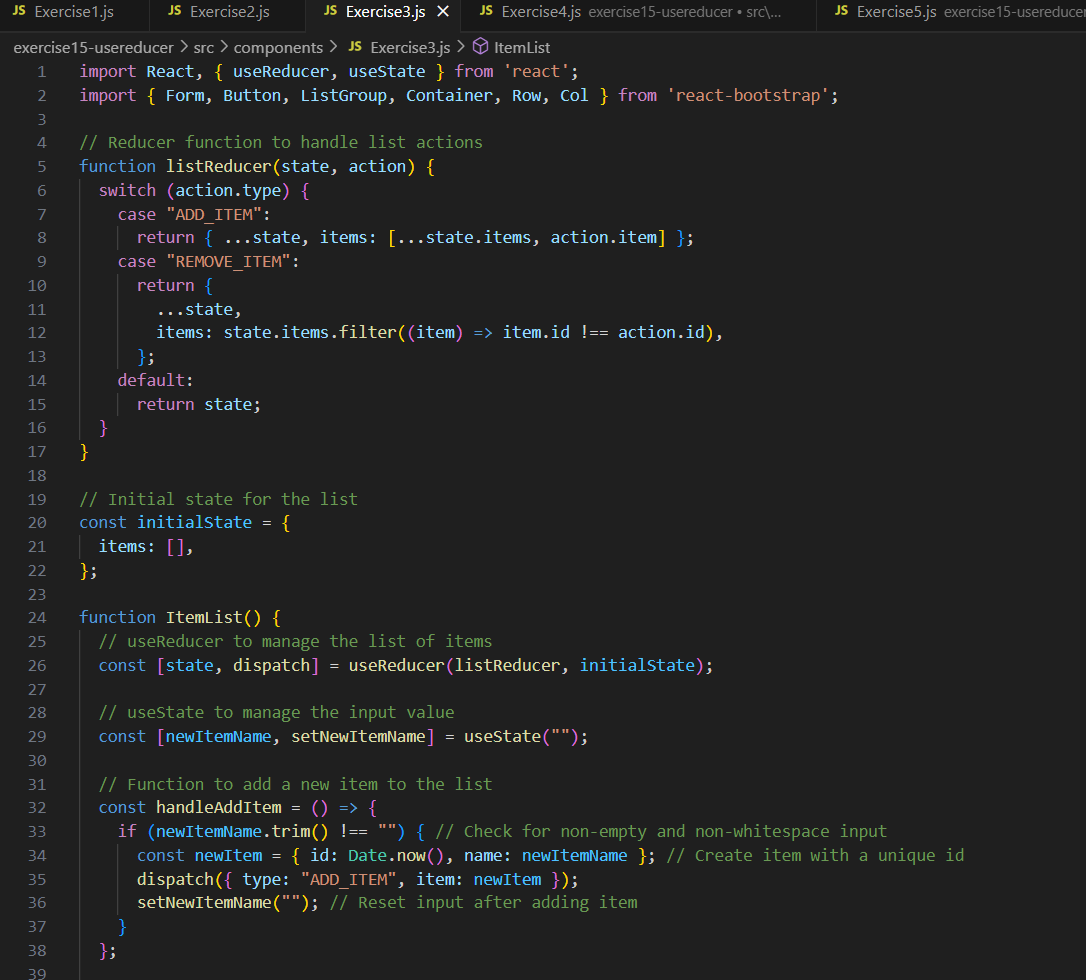 JS Exercise1.js JS Exercise2.js JS Exercise3.js JS Exercise4.js exercise15-usereducer • src\... JS Exercise5.js exercise15-usereducer
exercise15-usereducer > src > components > JS Exercise3.js > ItemList
1 import React, { useReducer, useState } from 'react';
2 import { Form, Button, ListGroup, Container, Row, Col } from 'react-bootstrap';
3
4 // Reducer function to handle list actions
5 function listReducer(state, action) {
6   switch (action.type) {
7     case "ADD_ITEM":
8       return { ...state, items: [...state.items, action.item] };
9     case "REMOVE_ITEM":
10       return {
11         ...state,
12         items: state.items.filter((item) => item.id !== action.id),
13       };
14     default:
15       return state;
16   }
17 }
18
19 // Initial state for the list
20 const initialState = {
21   items: [],
22 };
23
24 function ItemList() {
25   // useReducer to manage the list of items
26   const [state, dispatch] = useReducer(listReducer, initialState);
27
28   // useState to manage the input value
29   const [newItemName, setNewItemName] = useState("");
30
31   // Function to add a new item to the list
32   const handleAddItem = () => {
33     if (newItemName.trim() !== "") { // Check for non-empty and non-whitespace input
34       const newItem = { id: Date.now(), name: newItemName }; // Create item with a unique id
35       dispatch({ type: "ADD_ITEM", item: newItem });
36       setNewItemName(""); // Reset input after adding item
37     }
38   };
39